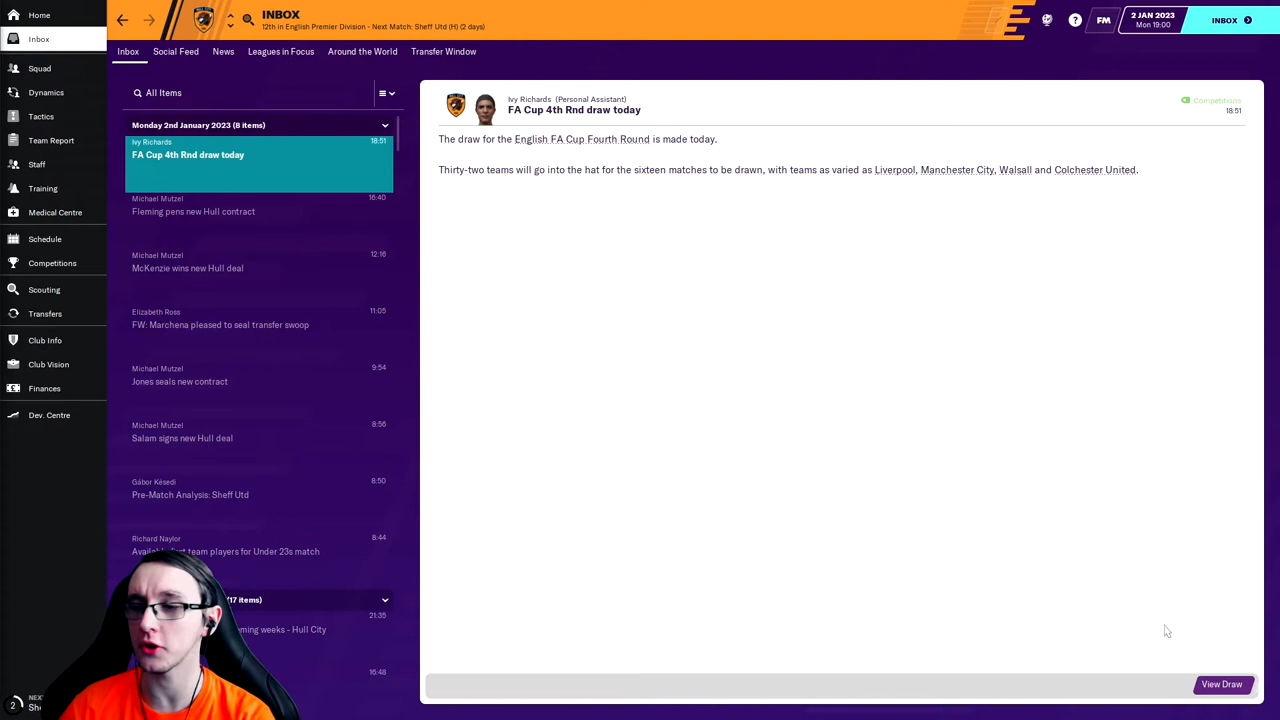 Home
Inbox
Squad
Dynamics
Tactics
Team Report
Staff
Training
Medical Centre
Schedule
Competitions
Scouting
Transfers
Club Info
Club Vision
Finances
Dev. Centre
2
INBOX
12th in English Premier Division - Next Match: Sheff Utd (H) (2 days)
?
FM
2 JAN 2023
Mon 19:00
INBOX
Inbox
Social Feed
News
Leagues in Focus
Around the World
Transfer Window
All Items
Monday 2nd January 2023 (8 items)
Ivy Richards 18:51
FA Cup 4th Rnd draw today
Michael Mutzel 16:40
Fleming pens new Hull contract
Michael Mutzel 12:16
McKenzie wins new Hull deal
Elizabeth Ross 11:05
FW: Marchena pleased to seal transfer swoop
Michael Mutzel 9:54
Jones seals new contract
Michael Mutzel 8:56
Salam signs new Hull deal
Gábor Késedi 8:50
Pre-Match Analysis: Sheff Utd
Richard Naylor 8:44
team players for Under 23s match
(17 items)
21:35
weeks - Hull City
16:48
Ivy Richards (Personal Assistant)
FA Cup 4th Rnd draw today
Competitions
18:51
The draw for the English FA Cup Fourth Round is made today.
Thirty-two teams will go into the hat for the sixteen matches to be drawn, with teams as varied as Liverpool, Manchester City, Walsall and Colchester United.
View Draw